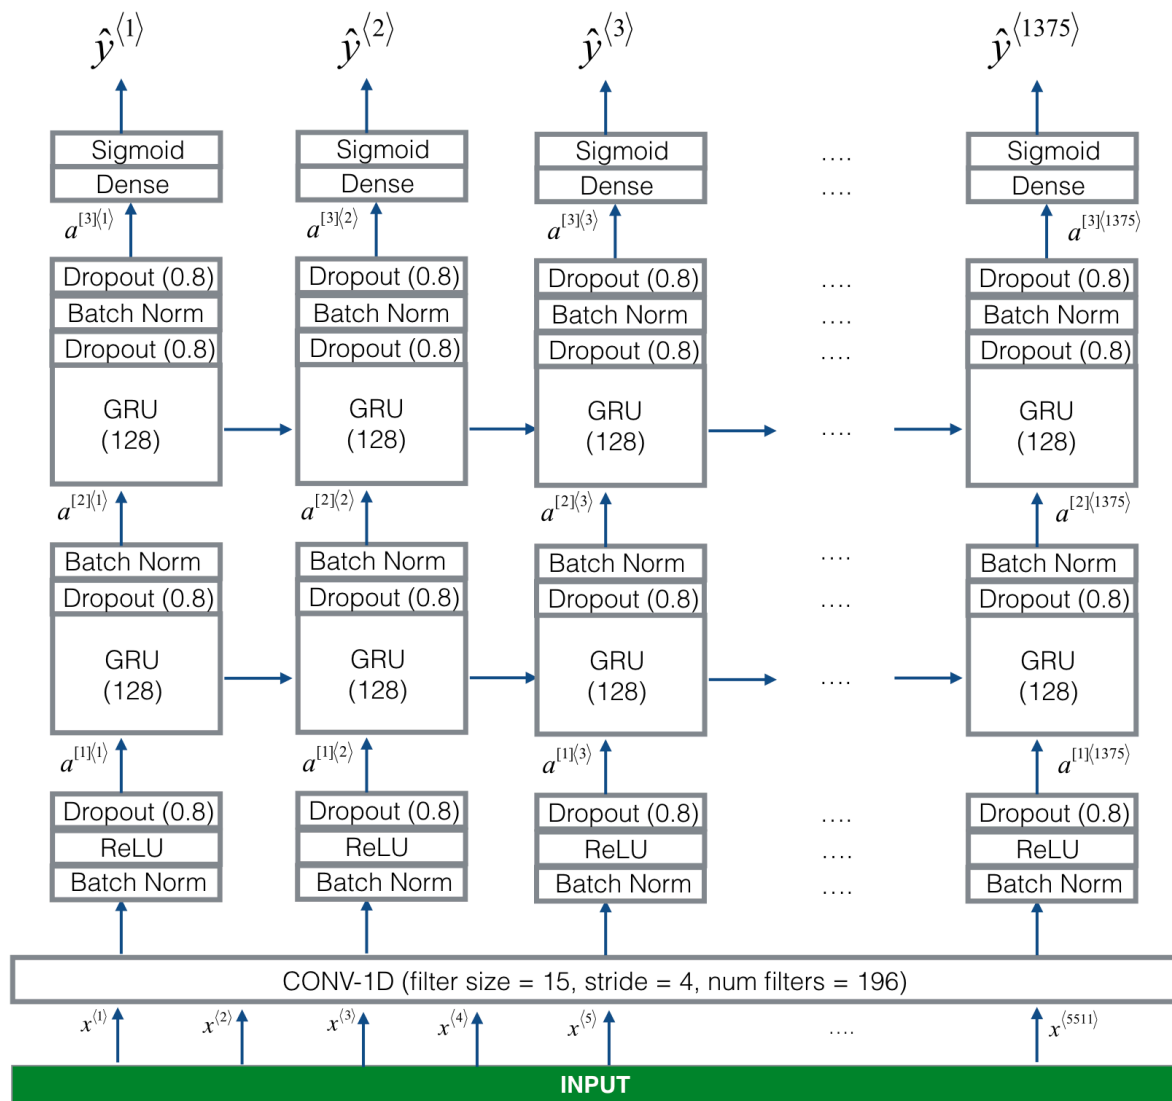 ŷ⟨1⟩ ŷ⟨2⟩ ŷ⟨3⟩ ŷ⟨1375⟩
Sigmoid Sigmoid Sigmoid .... Sigmoid
Dense Dense Dense .... Dense
a[3]⟨1⟩ a[3]⟨2⟩ a[3]⟨3⟩ a[3]⟨1375⟩
Dropout (0.8) Dropout (0.8) Dropout (0.8) .... Dropout (0.8)
Batch Norm Batch Norm Batch Norm .... Batch Norm
Dropout (0.8) Dropout (0.8) Dropout (0.8) .... Dropout (0.8)
GRU GRU GRU GRU
(128) (128) (128) .... (128)
a[2]⟨1⟩ a[2]⟨2⟩ a[2]⟨3⟩ a[2]⟨1375⟩
Batch Norm Batch Norm Batch Norm .... Batch Norm
Dropout (0.8) Dropout (0.8) Dropout (0.8) .... Dropout (0.8)
GRU GRU GRU GRU
(128) (128) (128) .... (128)
a[1]⟨1⟩ a[1]⟨2⟩ a[1]⟨3⟩ a[1]⟨1375⟩
Dropout (0.8) Dropout (0.8) Dropout (0.8) .... Dropout (0.8)
ReLU ReLU ReLU .... ReLU
Batch Norm Batch Norm Batch Norm .... Batch Norm
CONV-1D (filter size = 15, stride = 4, num filters = 196)
x⟨1⟩ x⟨2⟩ x⟨3⟩ x⟨4⟩ x⟨5⟩ .... x⟨5511⟩
INPUT